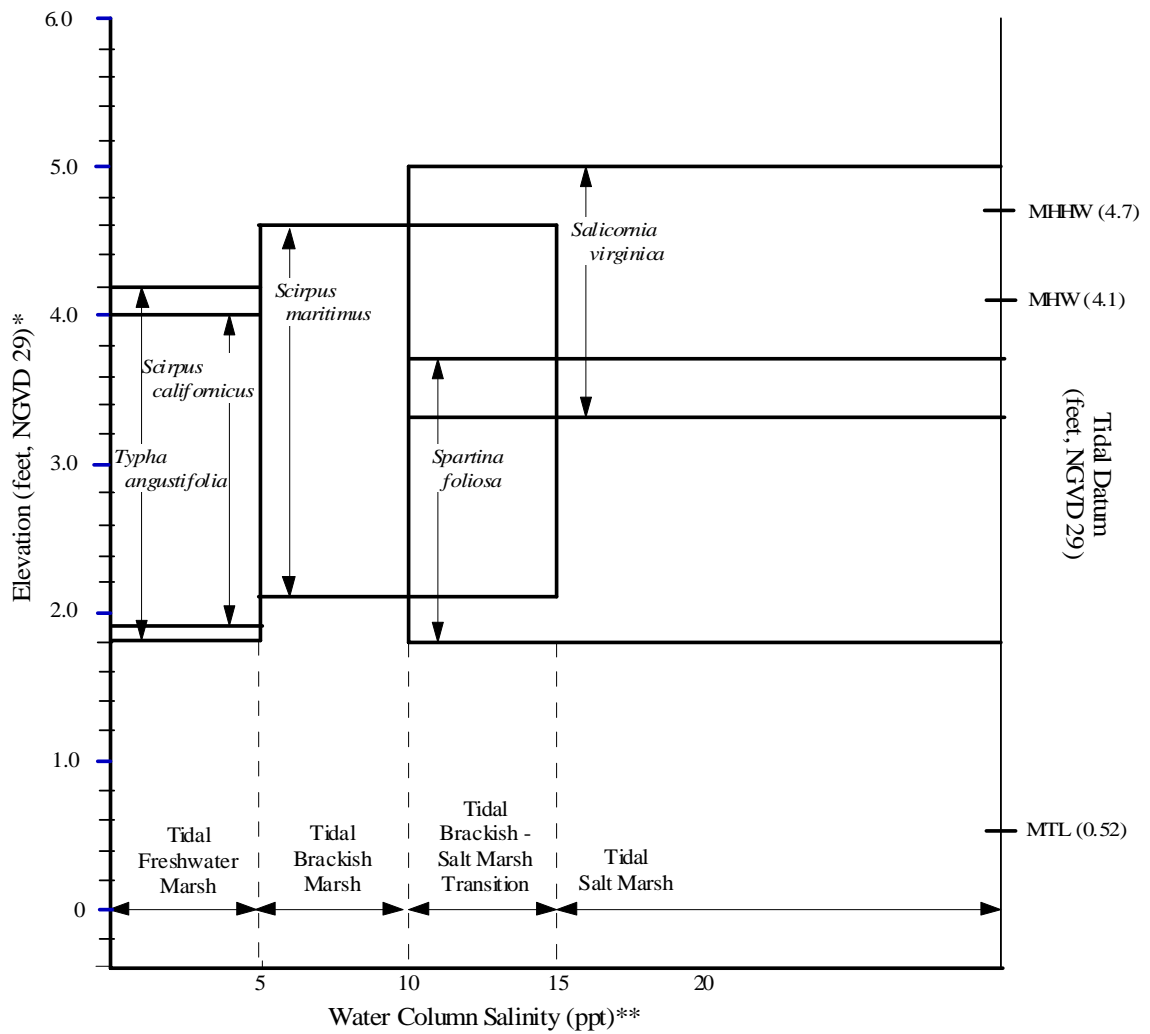 6.0
5.0
4.0
3.0
2.0
1.0
0
Elevation (feet, NGVD 29)*
Typha
angustifolia
Scirpus
californicus
Scirpus
maritimus
Spartina
foliosa
Salicornia
virginica
MHHW (4.7)
MHW (4.1)
MTL (0.52)
Tidal Datum
(feet, NGVD 29)
Tidal
Freshwater
Marsh
Tidal
Brackish
Marsh
Tidal
Brackish -
Salt Marsh
Transition
Tidal
Salt Marsh
5
10
15
20
Water Column Salinity (ppt)**